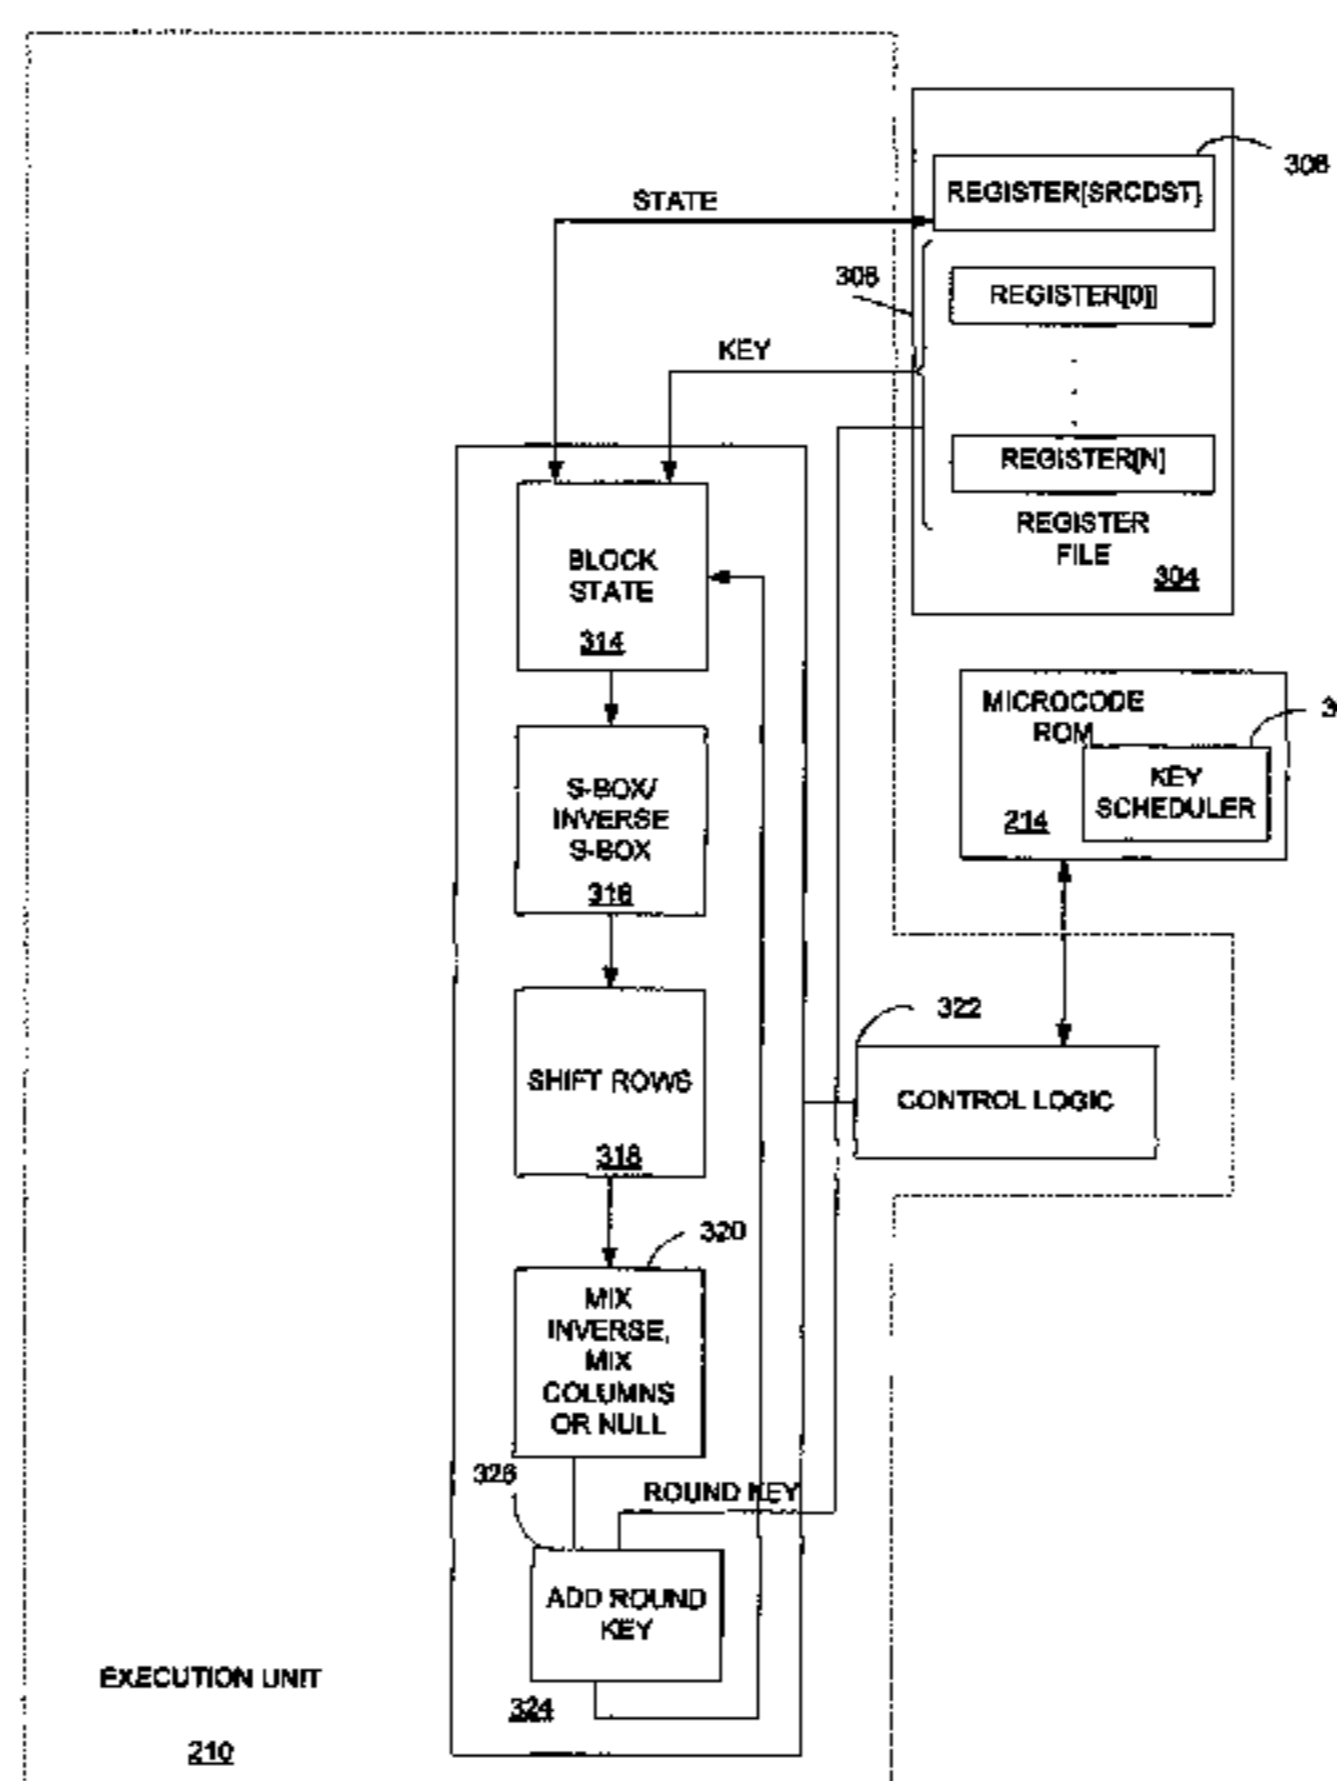 306
REGISTER[SRCDST]
STATE
308
REGISTER[0]
KEY
REGISTER[N]
REGISTER
FILE
304
BLOCK
STATE
314
MICROCODE
ROM
KEY
SCHEDULER
214
S-BOX/
INVERSE
S-BOX
316
322
CONTROL LOGIC
SHIFT ROWS
318
320
MIX
INVERSE,
MIX
COLUMNS
OR NULL
326
ROUND KEY
ADD ROUND
KEY
EXECUTION UNIT
324
210